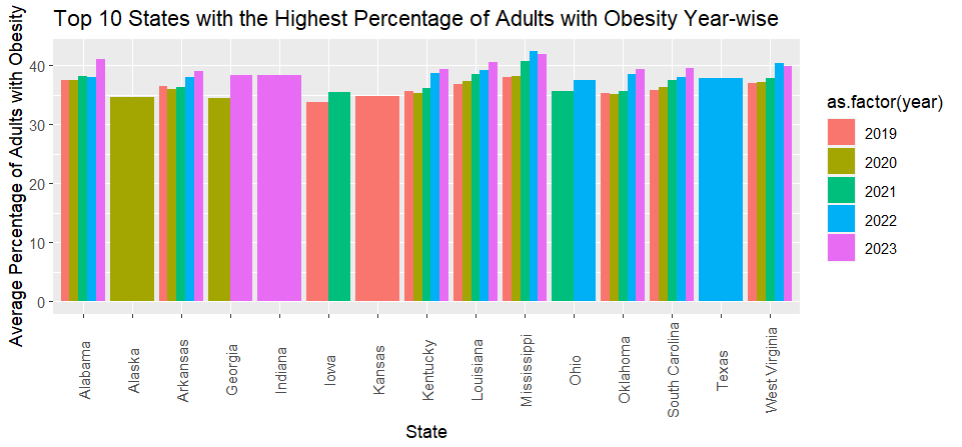 Top 10 States with the Highest Percentage of Adults with Obesity Year-wise
Average Percentage of Adults with Obesity
40
30
20
10
0
Alabama
Alaska
Arkansas
Georgia
Indiana
Iowa
Kansas
Kentucky
Louisiana
Mississippi
Ohio
Oklahoma
South Carolina
Texas
West Virginia
State
as.factor(year)
2019
2020
2021
2022
2023